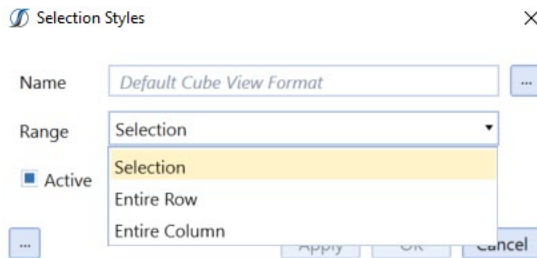 Selection Styles
Name Default Cube View Format ...
Range Selection
Active
Selection
Entire Row
Entire Column
... Apply OK Cancel